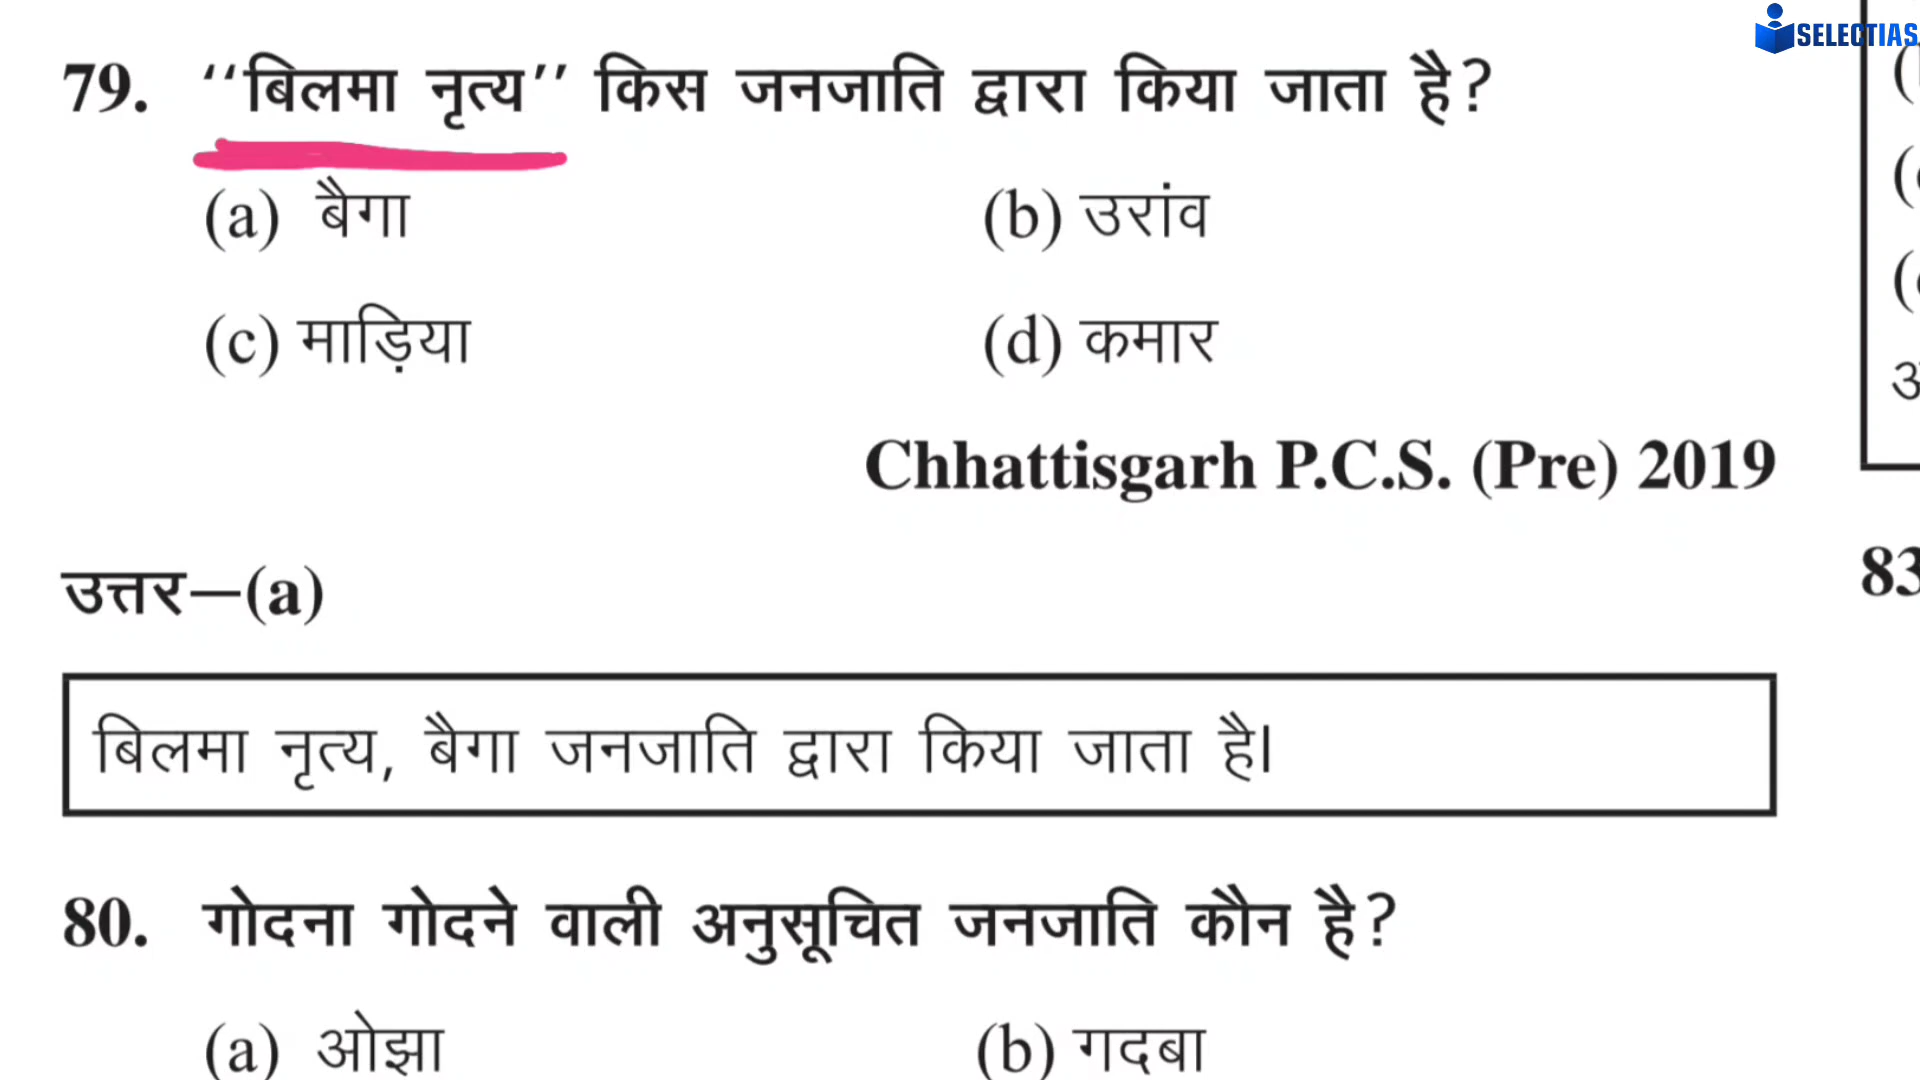 SELECTIAS
79. ‘‘बिलमा नृत्य’’ किस जनजाति द्वारा किया जाता है?
(a) बैगा (b) उरांव
(c) माड़िया (d) कमार
Chhattisgarh P.C.S. (Pre) 2019
उत्तर—(a)
बिलमा नृत्य, बैगा जनजाति द्वारा किया जाता है।
80. गोदना गोदने वाली अनुसूचित जनजाति कौन है?
(a) ओझा (b) गदबा
83